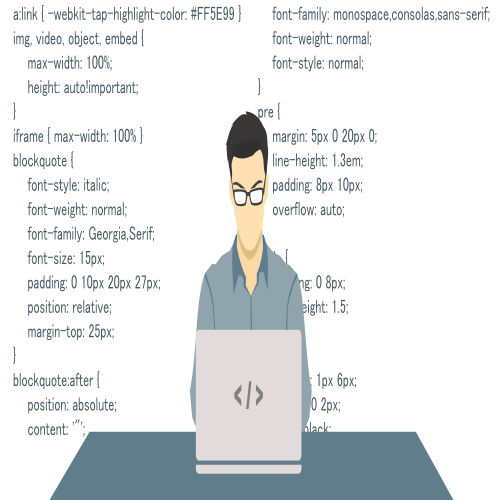 a:link { -webkit-tap-highlight-color: #FF5E99 }
img, video, object, embed {
max-width: 100%;
height: auto!important;
}
iframe { max-width: 100% }
blockquote {
font-style: italic;
font-weight: normal;
font-family: Georgia,Serif;
font-size: 15px;
padding: 0 10px 20px 27px;
position: relative;
margin-top: 25px;
}
blockquote:after {
position: absolute;
content: '"';
font-family: monospace,consolas,sans-serif;
font-weight: normal;
font-style: normal;
}
pre {
margin: 5px 0 20px 0;
line-height: 1.3em;
padding: 8px 10px;
overflow: auto;
{
0 8px;
1.5;
1px 6px;
0 2px;
</>